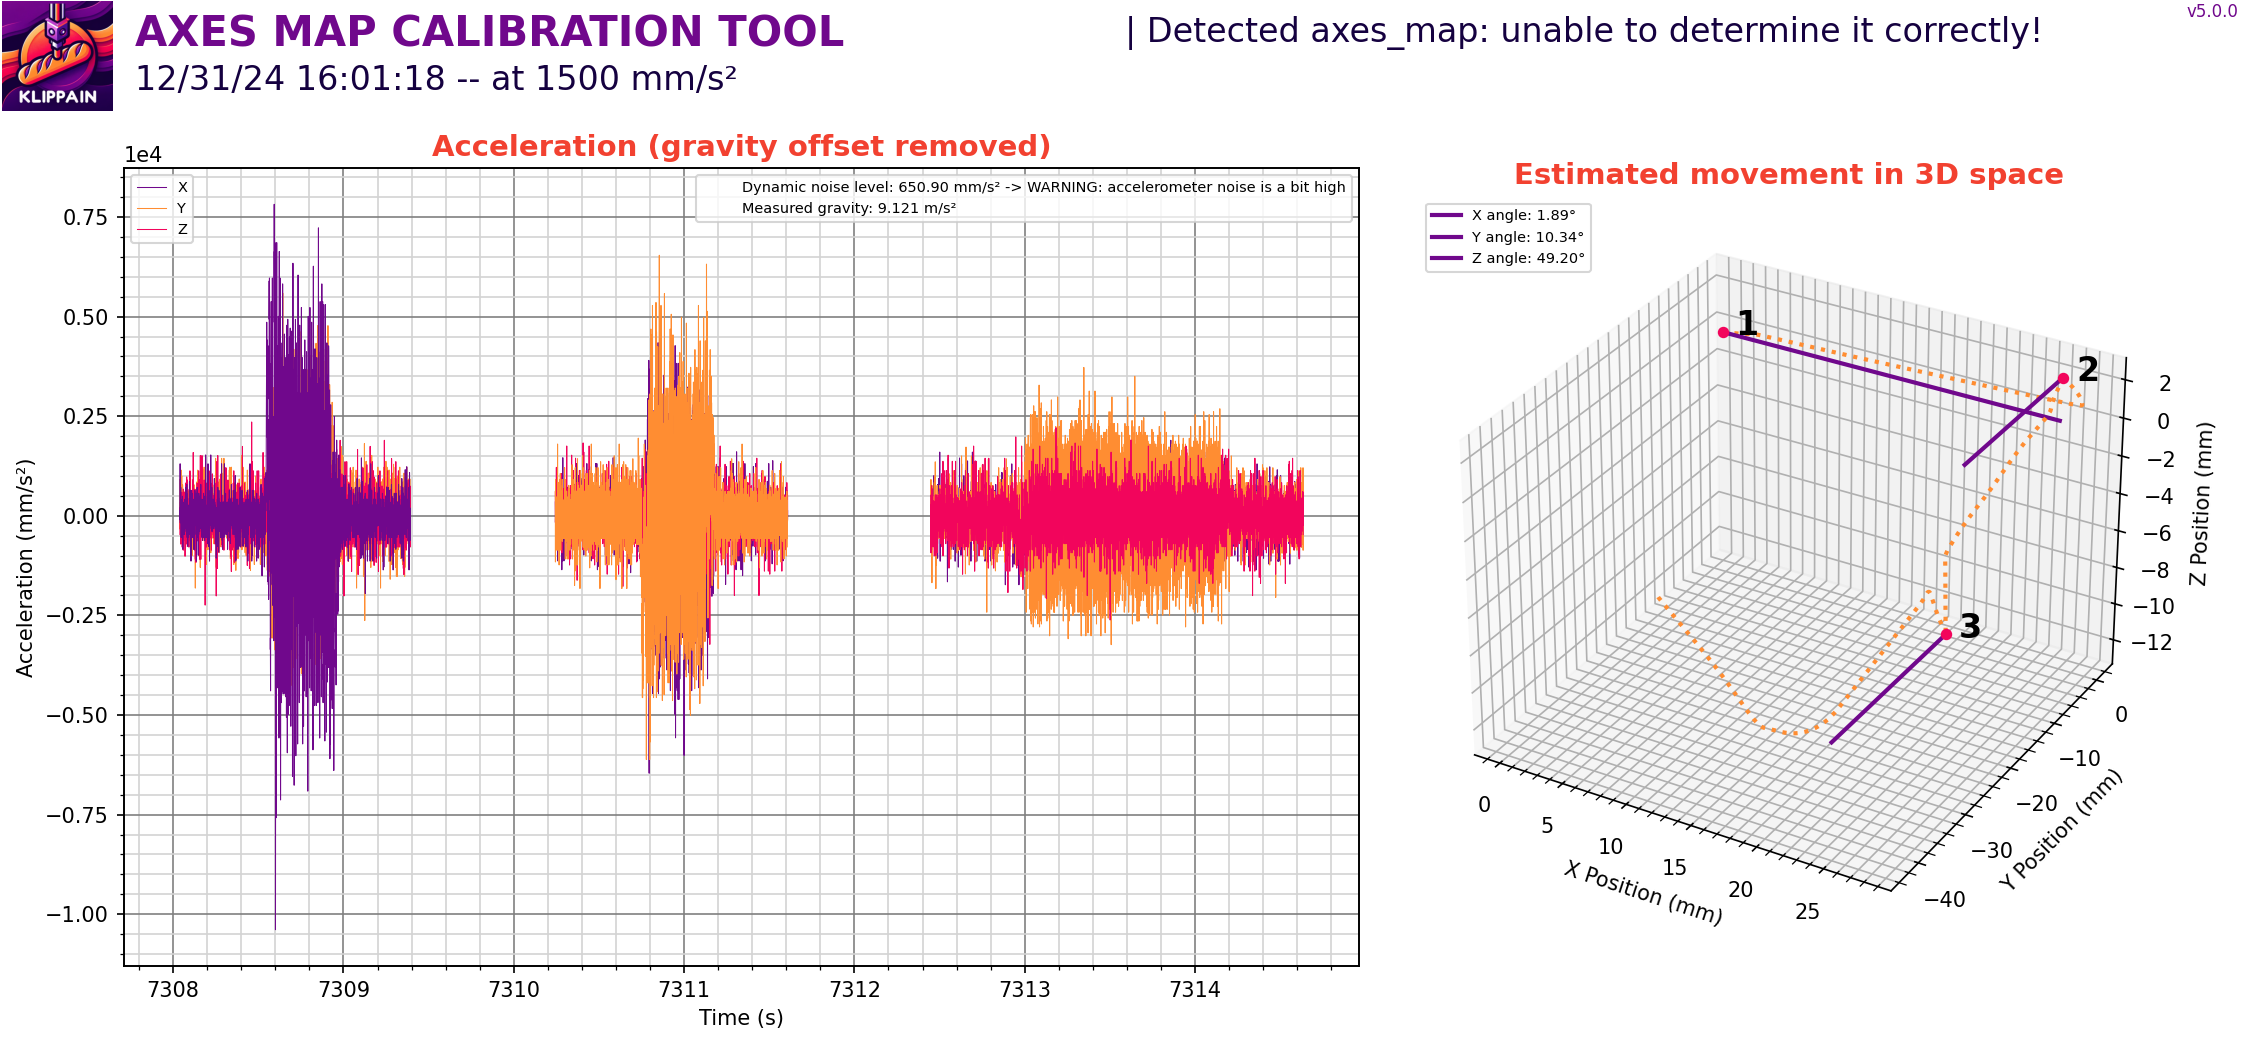 KLIPPAIN
AXES MAP CALIBRATION TOOL
12/31/24 16:01:18 -- at 1500 mm/s²
| Detected axes_map: unable to determine it correctly!
v5.0.0
Acceleration (gravity offset removed)
1e4
X
Y
Z
Dynamic noise level: 650.90 mm/s² -> WARNING: accelerometer noise is a bit high
Measured gravity: 9.121 m/s²
0.75
0.50
0.25
0.00
−0.25
−0.50
−0.75
−1.00
Acceleration (mm/s²)
7308
7309
7310
7311
7312
7313
7314
Time (s)
Estimated movement in 3D space
X angle: 1.89°
Y angle: 10.34°
Z angle: 49.20°
1
2
3
2
0
−2
−4
−6
−8
−10
−12
Z Position (mm)
0
−10
−20
−30
−40
Y Position (mm)
0
5
10
15
20
25
X Position (mm)